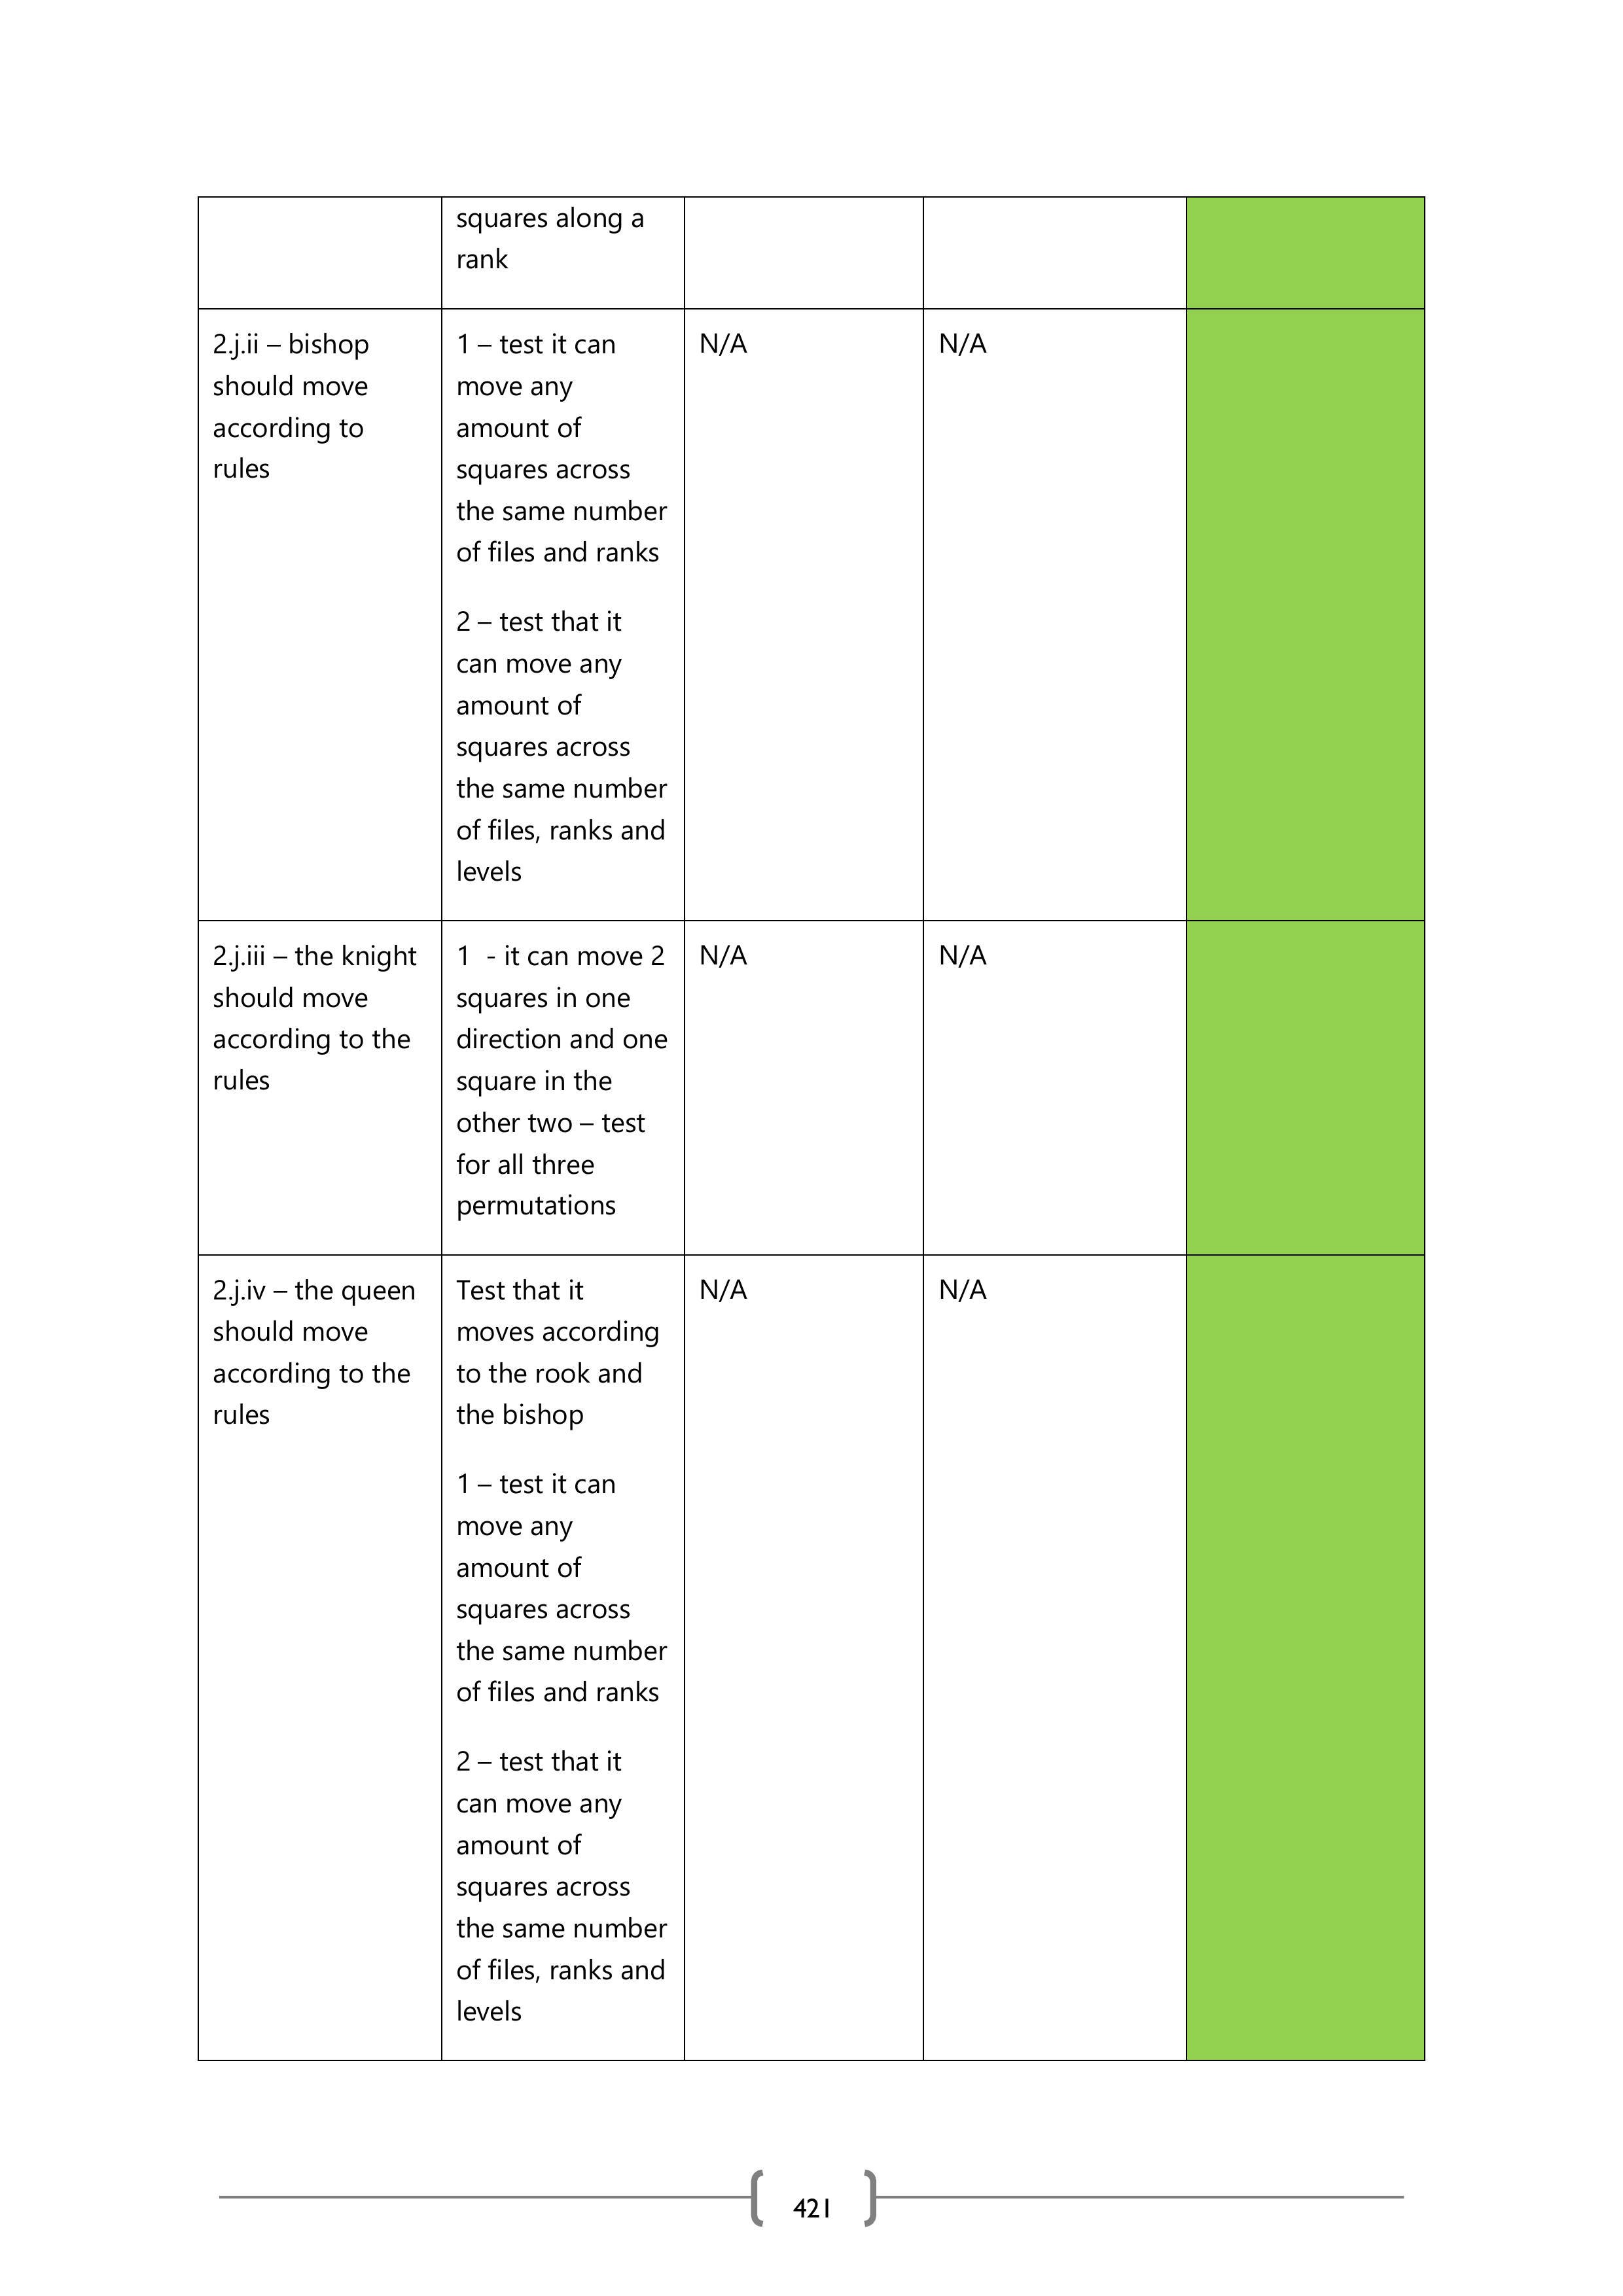 squares along a
rank
2.j.ii – bishop
should move
according to
rules
1 – test it can
move any
amount of
squares across
the same number
of files and ranks
2 – test that it
can move any
amount of
squares across
the same number
of files, ranks and
levels
N/A
N/A
2.j.iii – the knight
should move
according to the
rules
1  - it can move 2
squares in one
direction and one
square in the
other two – test
for all three
permutations
N/A
N/A
2.j.iv – the queen
should move
according to the
rules
Test that it
moves according
to the rook and
the bishop
1 – test it can
move any
amount of
squares across
the same number
of files and ranks
2 – test that it
can move any
amount of
squares across
the same number
of files, ranks and
levels
N/A
N/A
421